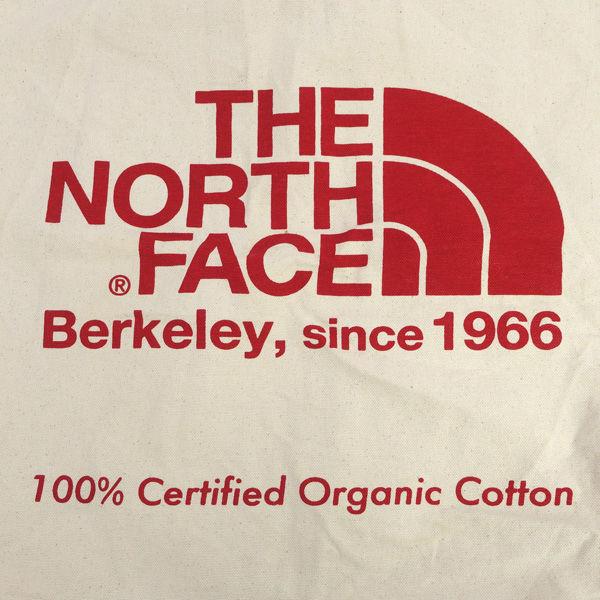 THE
NORTH
® FACE
Berkeley, since 1966
100% Certified Organic Cotton